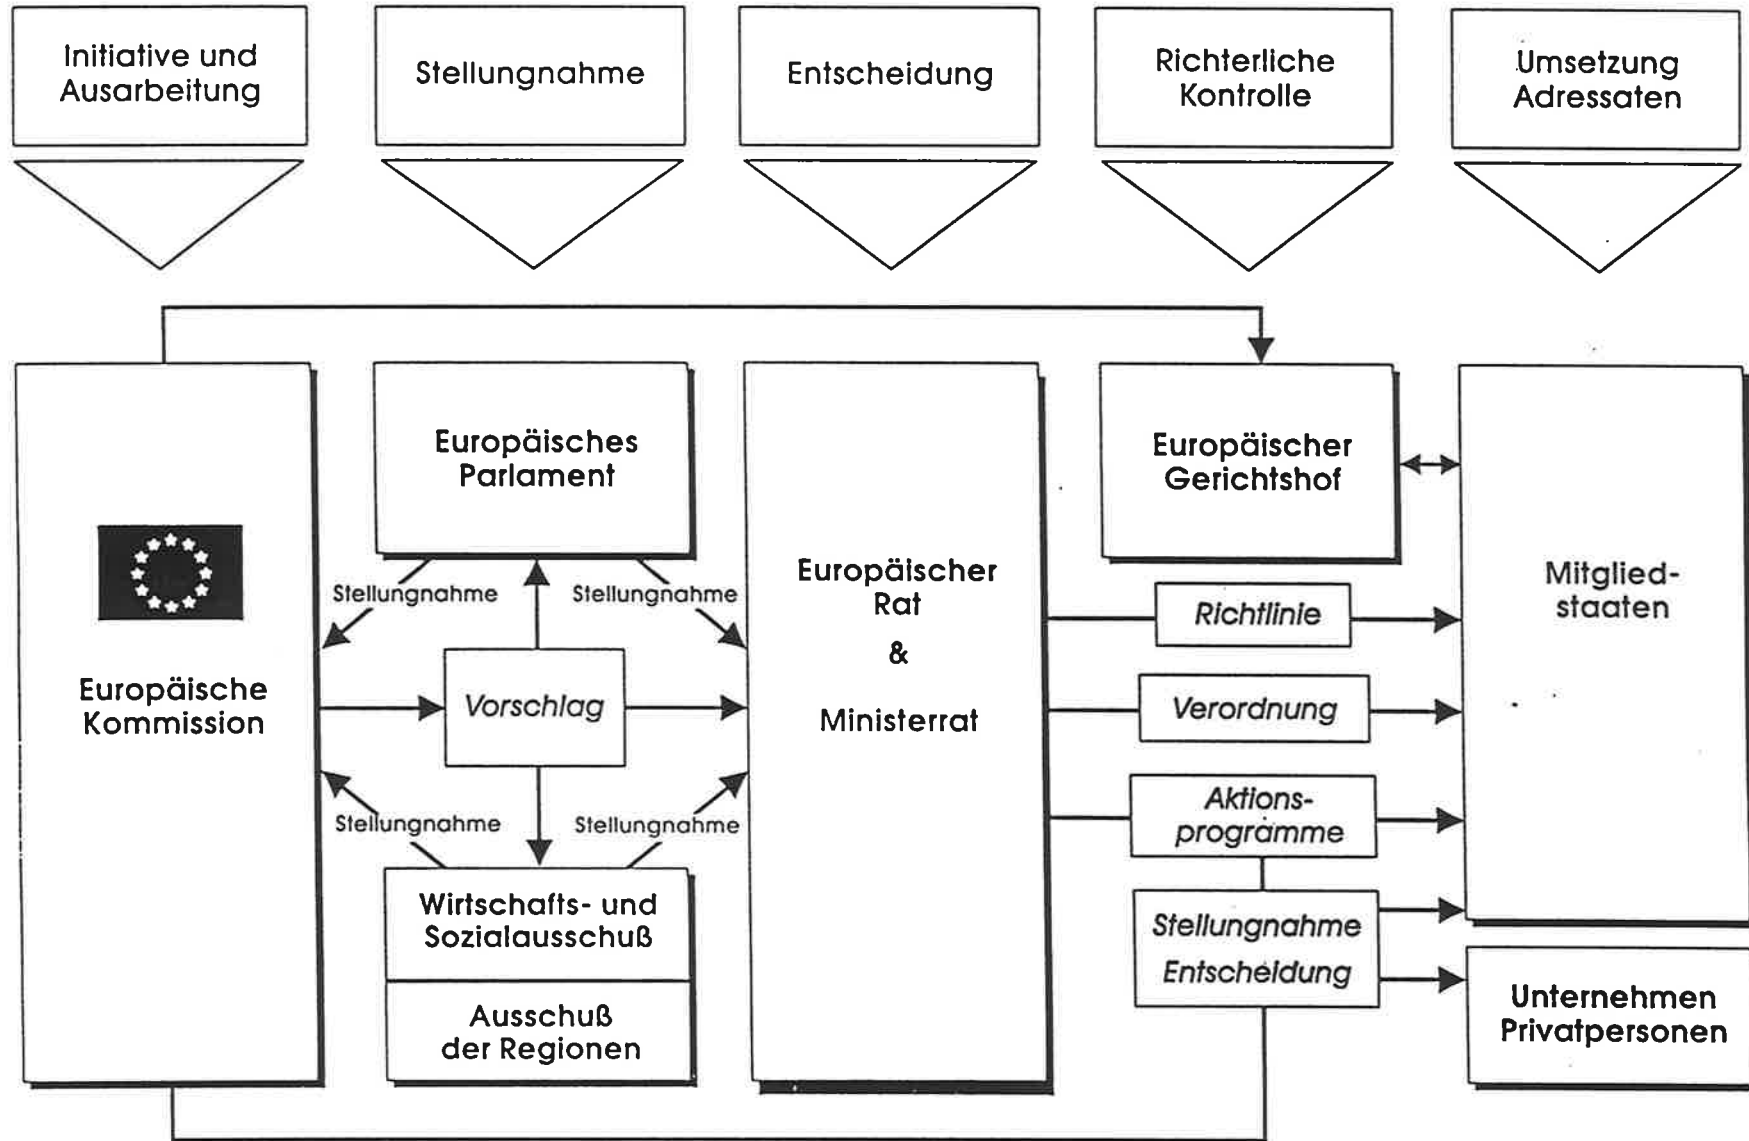 Initiative und
Ausarbeitung
Stellungnahme
Entscheidung
Richterliche
Kontrolle
Umsetzung
Adressaten
Europäische
Kommission
Europäisches
Parlament
Stellungnahme
Stellungnahme
Vorschlag
Stellungnahme
Stellungnahme
Wirtschafts- und
Sozialausschuß
Ausschuß
der Regionen
Europäischer
Rat
&
Ministerrat
Europäischer
Gerichtshof
Richtlinie
Verordnung
Aktions-
programme
Stellungnahme
Entscheidung
Mitglied-
staaten
Unternehmen
Privatpersonen